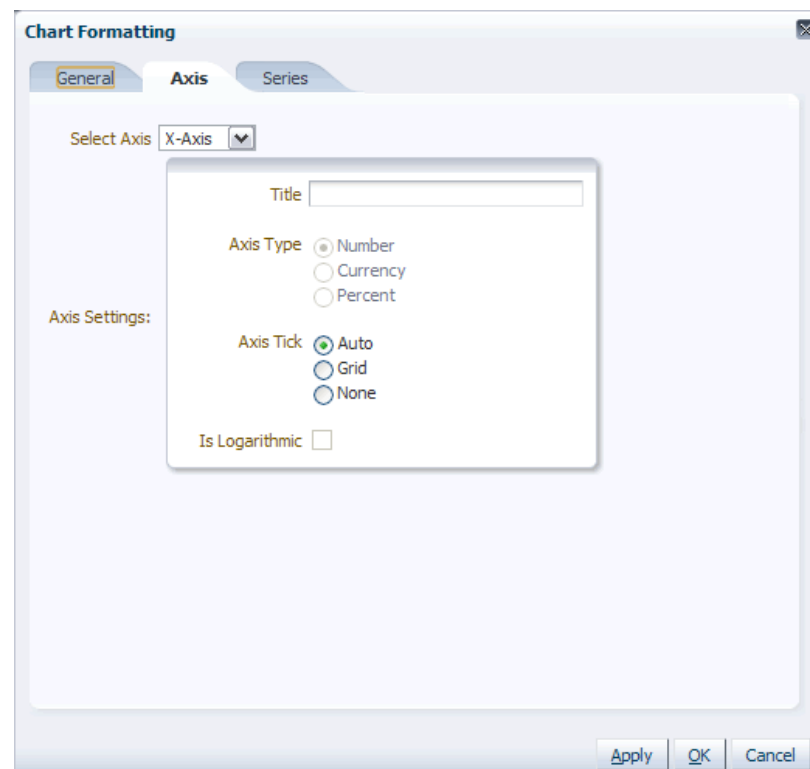 Chart Formatting
General Axis Series
Select Axis X-Axis
Title
Axis Type Number
Currency
Percent
Axis Settings:
Axis Tick Auto
Grid
None
Is Logarithmic
Apply OK Cancel